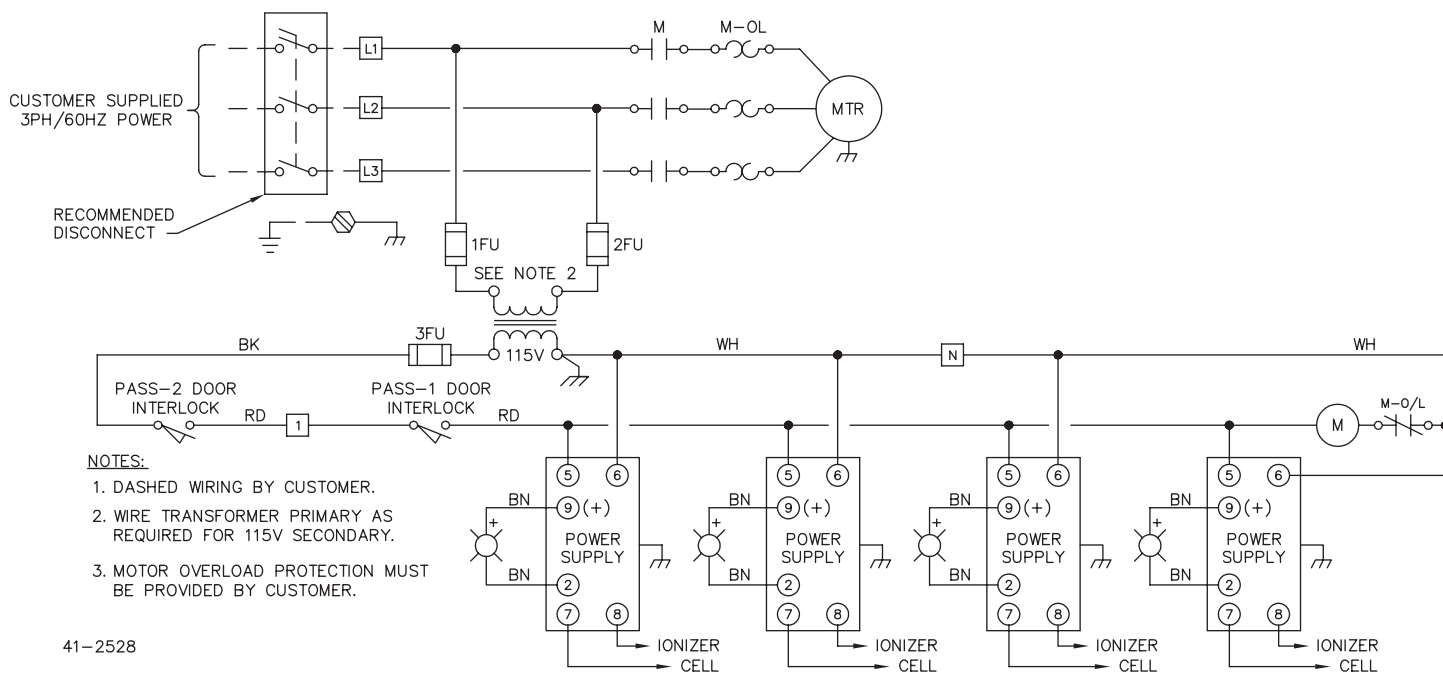 M
M-OL
L1
CUSTOMER SUPPLIED
3PH/60HZ POWER
L2
MTR
L3
RECOMMENDED
DISCONNECT
1FU
2FU
SEE NOTE 2
3FU
BK
115V
WH
N
WH
PASS-2 DOOR
INTERLOCK
RD
1
PASS-1 DOOR
INTERLOCK
RD
M
M-O/L
NOTES:
1. DASHED WIRING BY CUSTOMER.
2. WIRE TRANSFORMER PRIMARY AS
REQUIRED FOR 115V SECONDARY.
3. MOTOR OVERLOAD PROTECTION MUST
BE PROVIDED BY CUSTOMER.
41-2528
5 6
BN 9 (+)
+
POWER
SUPPLY
BN 2
7 8
IONIZER
CELL
5 6
BN 9 (+)
+
POWER
SUPPLY
BN 2
7 8
IONIZER
CELL
5 6
BN 9 (+)
+
POWER
SUPPLY
BN 2
7 8
IONIZER
CELL
5 6
BN 9 (+)
+
POWER
SUPPLY
BN 2
7 8
IONIZER
CELL